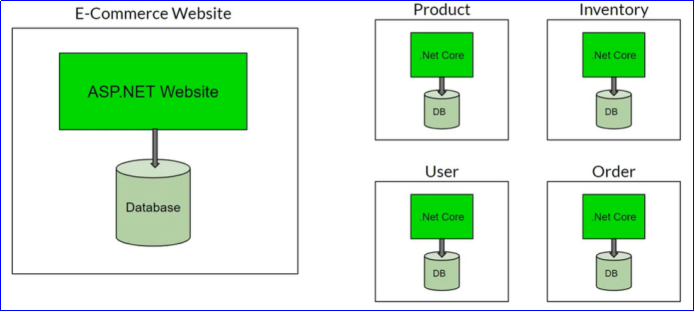 E-Commerce Website
ASP.NET Website
Database
Product
.Net Core
DB
Inventory
.Net Core
DB
User
.Net Core
DB
Order
.Net Core
DB